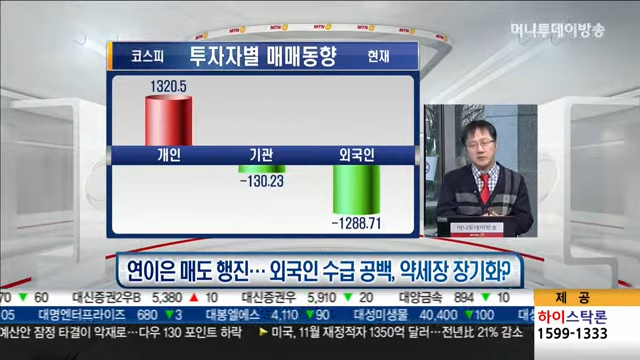 머니투데이방송
MTN
코스피 투자자별 매매동향 현재
1320.5
개인 기관 외국인
-130.23
-1288.71
머니투데이방송
MTN
연이은 매도 행진… 외국인 수급 공백, 약세장 장기화?
70 ▼ 60 대신증권2우B 5,380 ▲ 10 대신증권우 5,910 ▼ 20 대양금속 894 ▼ 10
05 대명엔터프라이즈 680 ▼ 3 대봉엘에스 4,110 ▼ 90 대성미생물 44,400 ▼ 100
예산안 잠정 타결이 악재로…다우 130 포인트 하락 ▶ 미국, 11월 재정적자 1350억 달러…전년比 21% 감소
제 공
하이스탁론
1599-1333